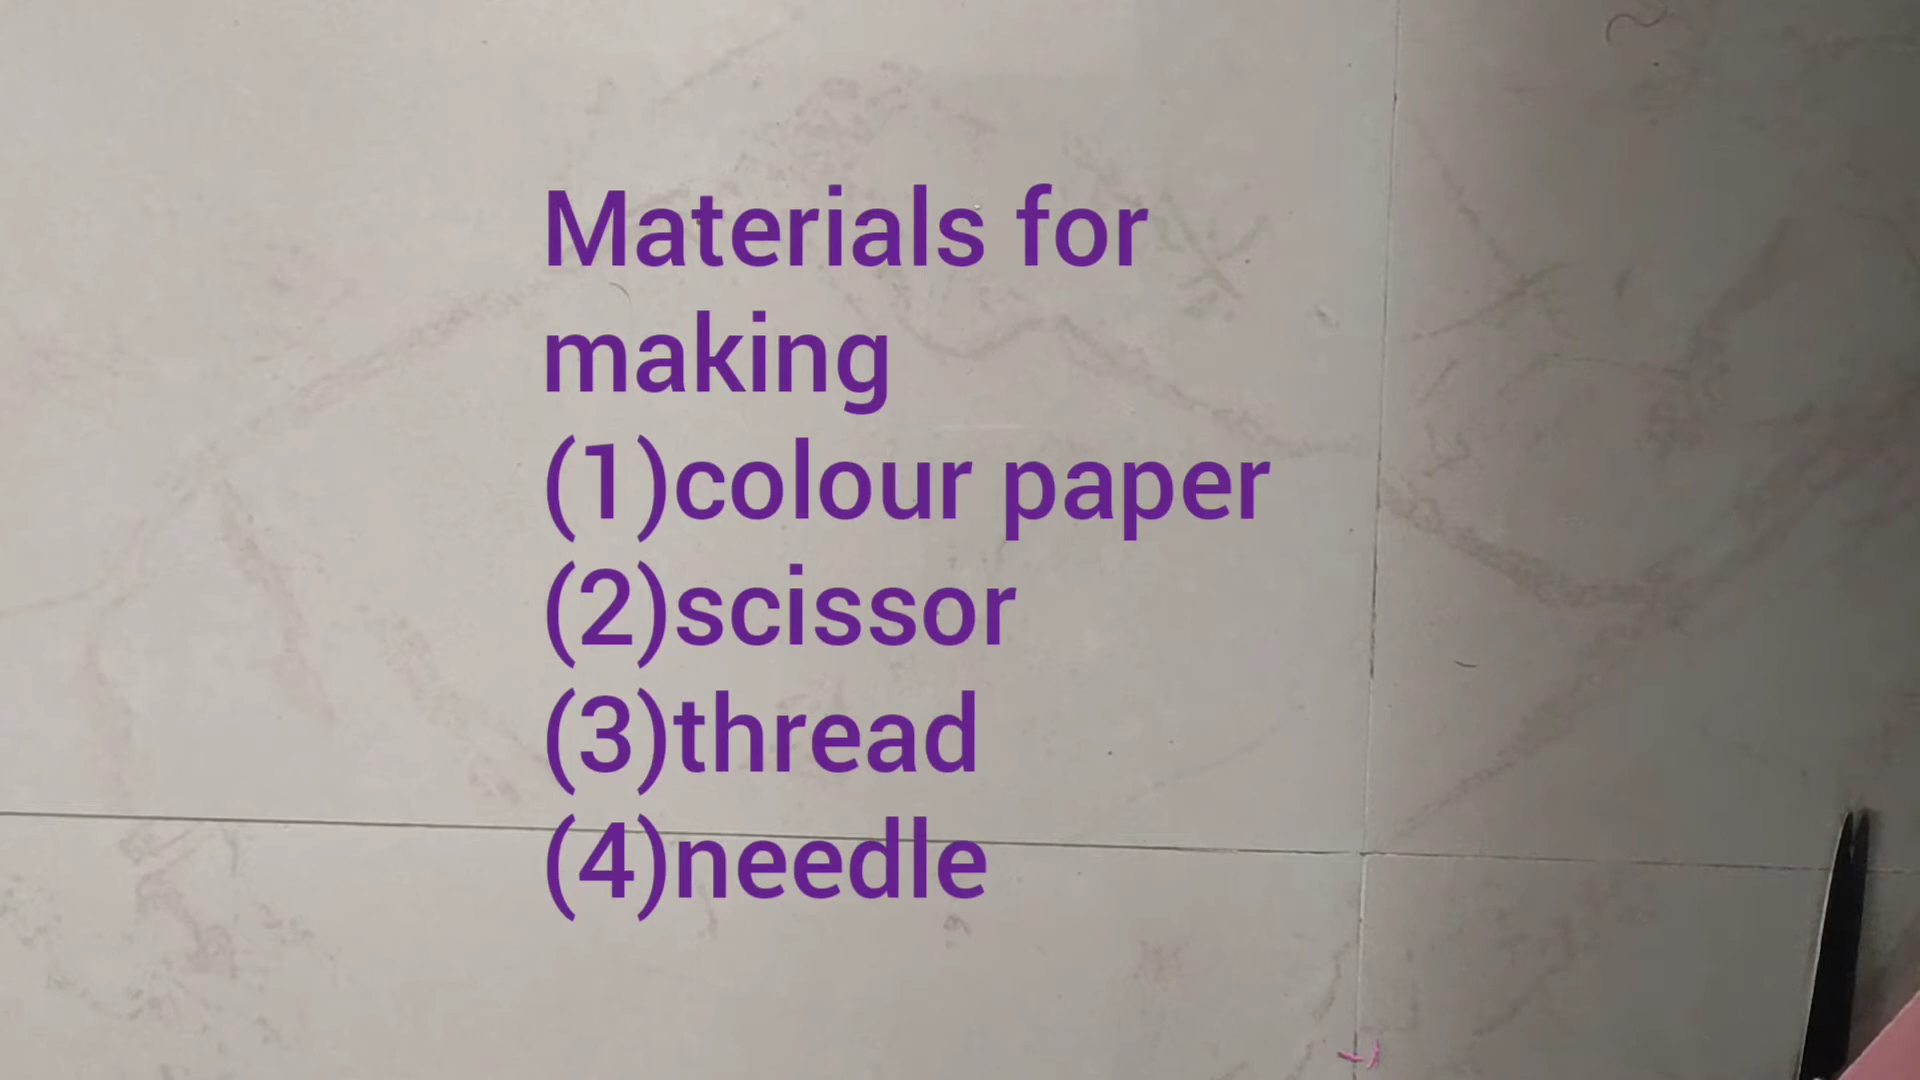 Materials for
making
(1)colour paper
(2)scissor
(3)thread
(4)needle